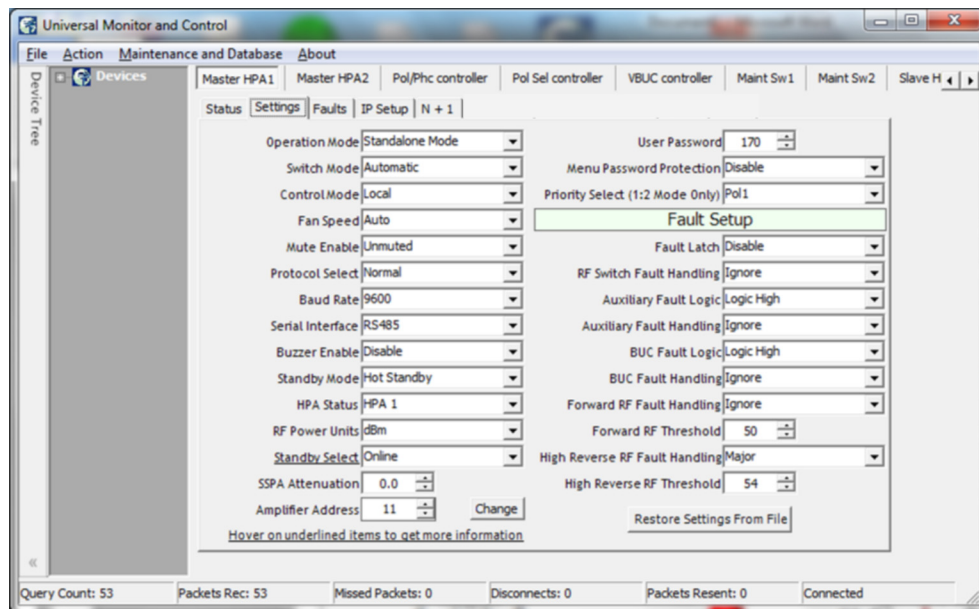 Universal Monitor and Control
File Action Maintenance and Database About
Device Tree
Devices
Master HPA1 Master HPA2 Pol/Phc controller Pol Sel controller VBUC controller Maint Sw1 Maint Sw2 Slave H
Status Settings Faults IP Setup N + 1
Operation Mode Standalone Mode
Switch Mode Automatic
Control Mode Local
Fan Speed Auto
Mute Enable Unmuted
Protocol Select Normal
Baud Rate 9600
Serial Interface RS485
Buzzer Enable Disable
Standby Mode Hot Standby
HPA Status HPA 1
RF Power Units dBm
Standby Select Online
SSPA Attenuation 0.0
Amplifier Address 11 Change
Hover on underlined items to get more information
User Password 170
Menu Password Protection Disable
Priority Select (1:2 Mode Only) Pol1
Fault Setup
Fault Latch Disable
RF Switch Fault Handling Ignore
Auxiliary Fault Logic Logic High
Auxiliary Fault Handling Ignore
BUC Fault Logic Logic High
BUC Fault Handling Ignore
Forward RF Fault Handling Ignore
Forward RF Threshold 50
High Reverse RF Fault Handling Major
High Reverse RF Threshold 54
Restore Settings From File
Query Count: 53 Packets Rec: 53 Missed Packets: 0 Disconnects: 0 Packets Resent: 0 Connected